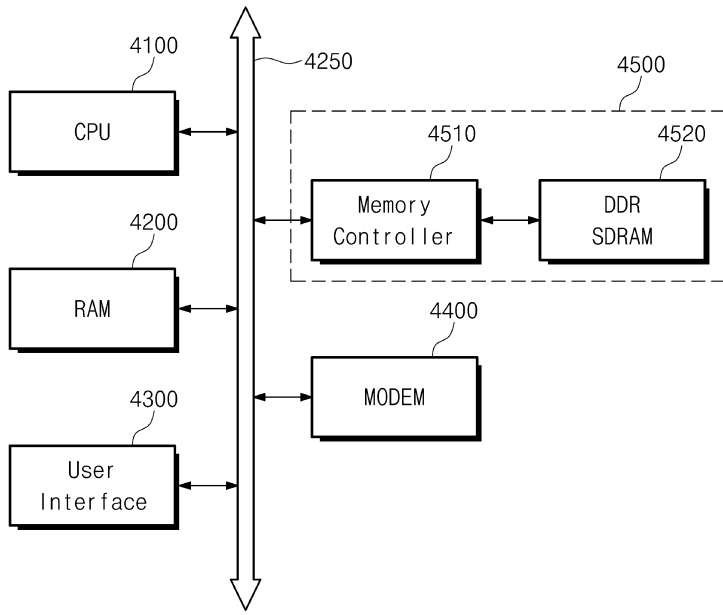 4100
CPU
4250
4500
4510
Memory
Controller
4520
DDR
SDRAM
4200
RAM
4400
MODEM
4300
User
Interface